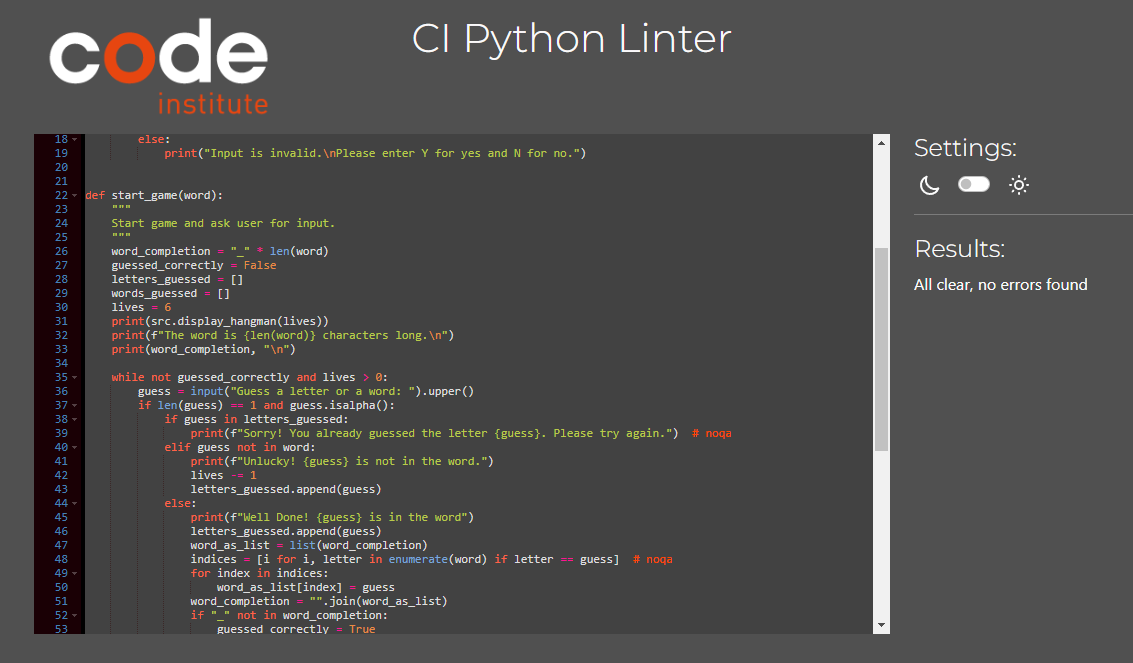 code
institute
CI Python Linter
18 else:
19 print("Input is invalid.\nPlease enter Y for yes and N for no.")
20
21
22 def start_game(word):
23 """
24 Start game and ask user for input.
25 """
26 word_completion = "_" * len(word)
27 guessed_correctly = False
28 letters_guessed = []
29 words_guessed = []
30 lives = 6
31 print(src.display_hangman(lives))
32 print(f"The word is {len(word)} characters long.\n")
33 print(word_completion, "\n")
34
35 while not guessed_correctly and lives > 0:
36 guess = input("Guess a letter or a word: ").upper()
37 if len(guess) == 1 and guess.isalpha():
38 if guess in letters_guessed:
39 print(f"Sorry! You already guessed the letter {guess}. Please try again.")  # noqa
40 elif guess not in word:
41 print(f"Unlucky! {guess} is not in the word.")
42 lives -= 1
43 letters_guessed.append(guess)
44 else:
45 print(f"Well Done! {guess} is in the word")
46 letters_guessed.append(guess)
47 word_as_list = list(word_completion)
48 indices = [i for i, letter in enumerate(word) if letter == guess]  # noqa
49 for index in indices:
50 word_as_list[index] = guess
51 word_completion = "".join(word_as_list)
52 if "_" not in word_completion:
53 guessed_correctly = True
Settings:
Results:
All clear, no errors found